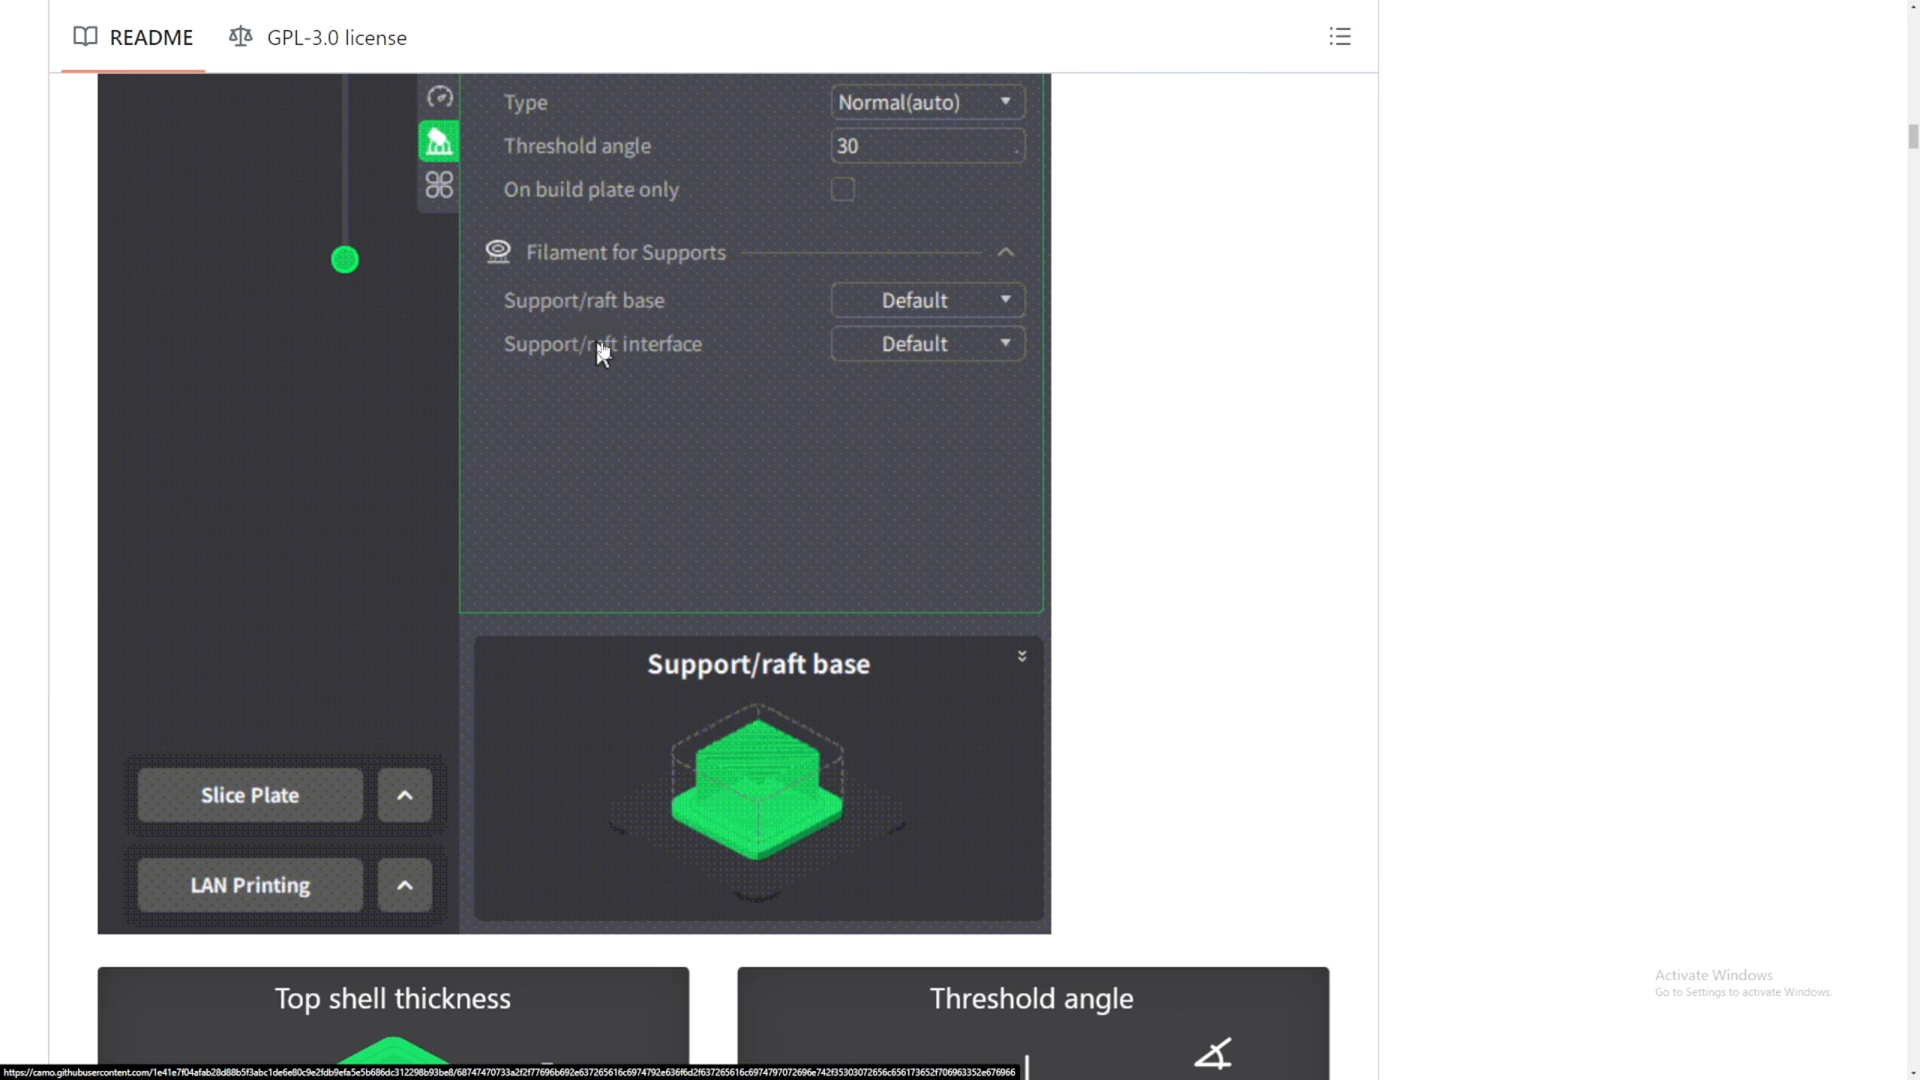 README
GPL-3.0 license
Type
Normal(auto)
Threshold angle
30
On build plate only
Filament for Supports
Support/raft base
Default
Support/raft interface
Default
Support/raft base
Slice Plate
LAN Printing
Top shell thickness
Threshold angle
Activate Windows
Go to Settings to activate Windows.